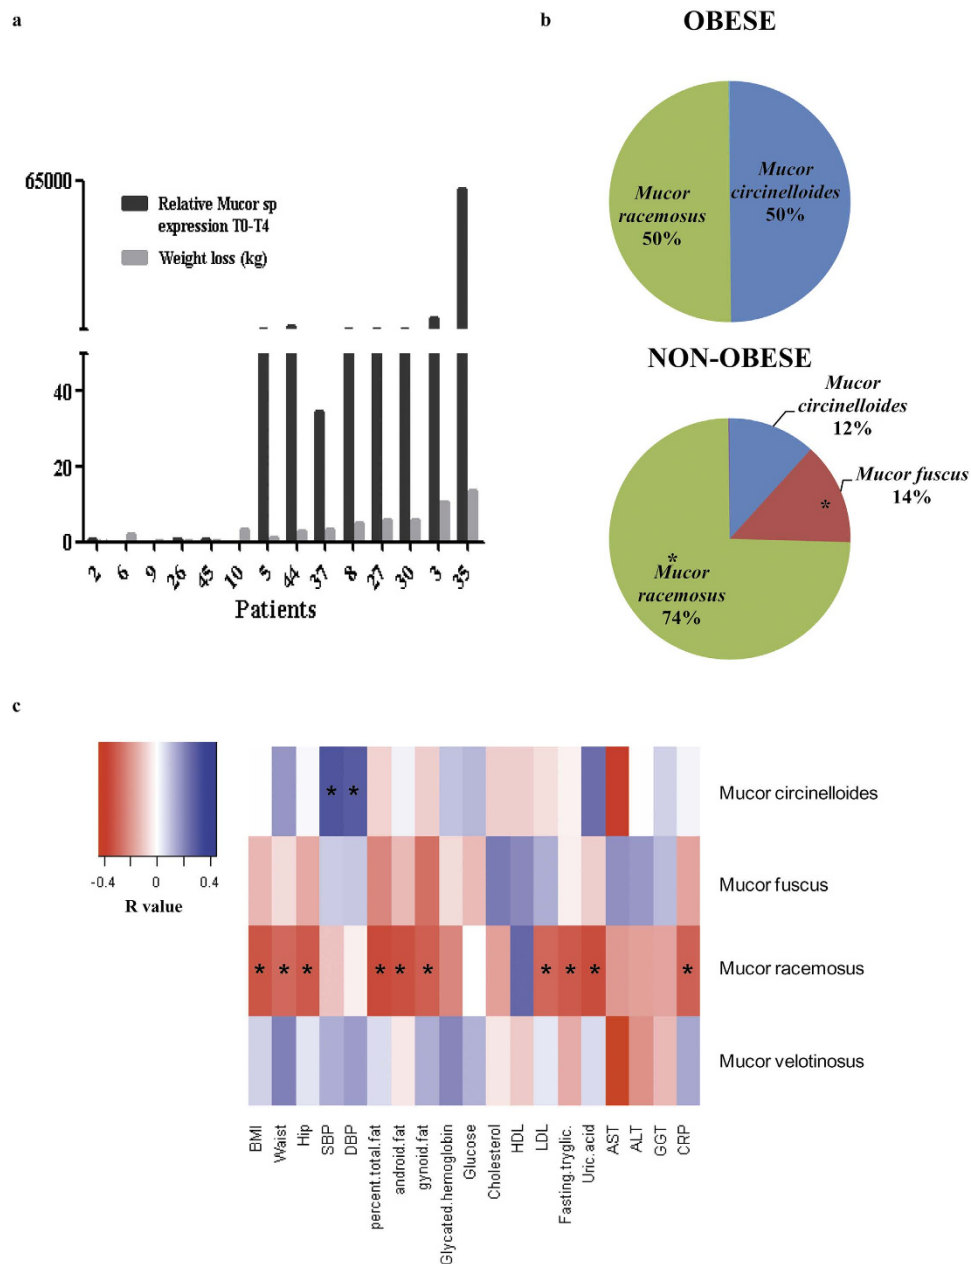 a
65000
40
20
0
Relative Mucor sp
expression T0-T4
Weight loss (kg)
2 6 9 26 45 10 5 44 37 8 27 30 3 35
Patients
b
OBESE
Mucor
racemosus
50%
Mucor
circinelloides
50%
NON-OBESE
Mucor
circinelloides
12%
Mucor fuscus
14%
*
*
Mucor
racemosus
74%
c
-0.4 0 0.4
R value
* *
Mucor circinelloides
Mucor fuscus
* * * * * * * * * *
Mucor racemosus
Mucor velotinosus
BMI
Waist
Hip
SBP
DBP
percent.total.fat
android.fat
gynoid.fat
Glycated.hemoglobin
Glucose
Cholesterol
HDL
LDL
Fasting.tryglic.
Uric.acid
AST
ALT
GGT
CRP